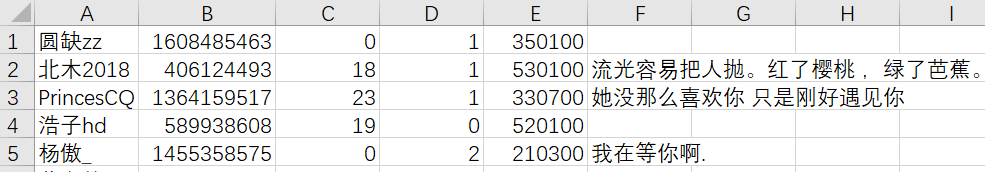 A B C D E F G H I
1 圆缺zz 1608485463 0 1 350100
2 北木2018 406124493 18 1 530100 流光容易把人抛。红了樱桃 ，绿了芭蕉。
3 PrincesCQ 1364159517 23 1 330700 她没那么喜欢你 只是刚好遇见你
4 浩子hd 589938608 19 0 520100
5 杨傲_ 1455358575 0 2 210300 我在等你啊.